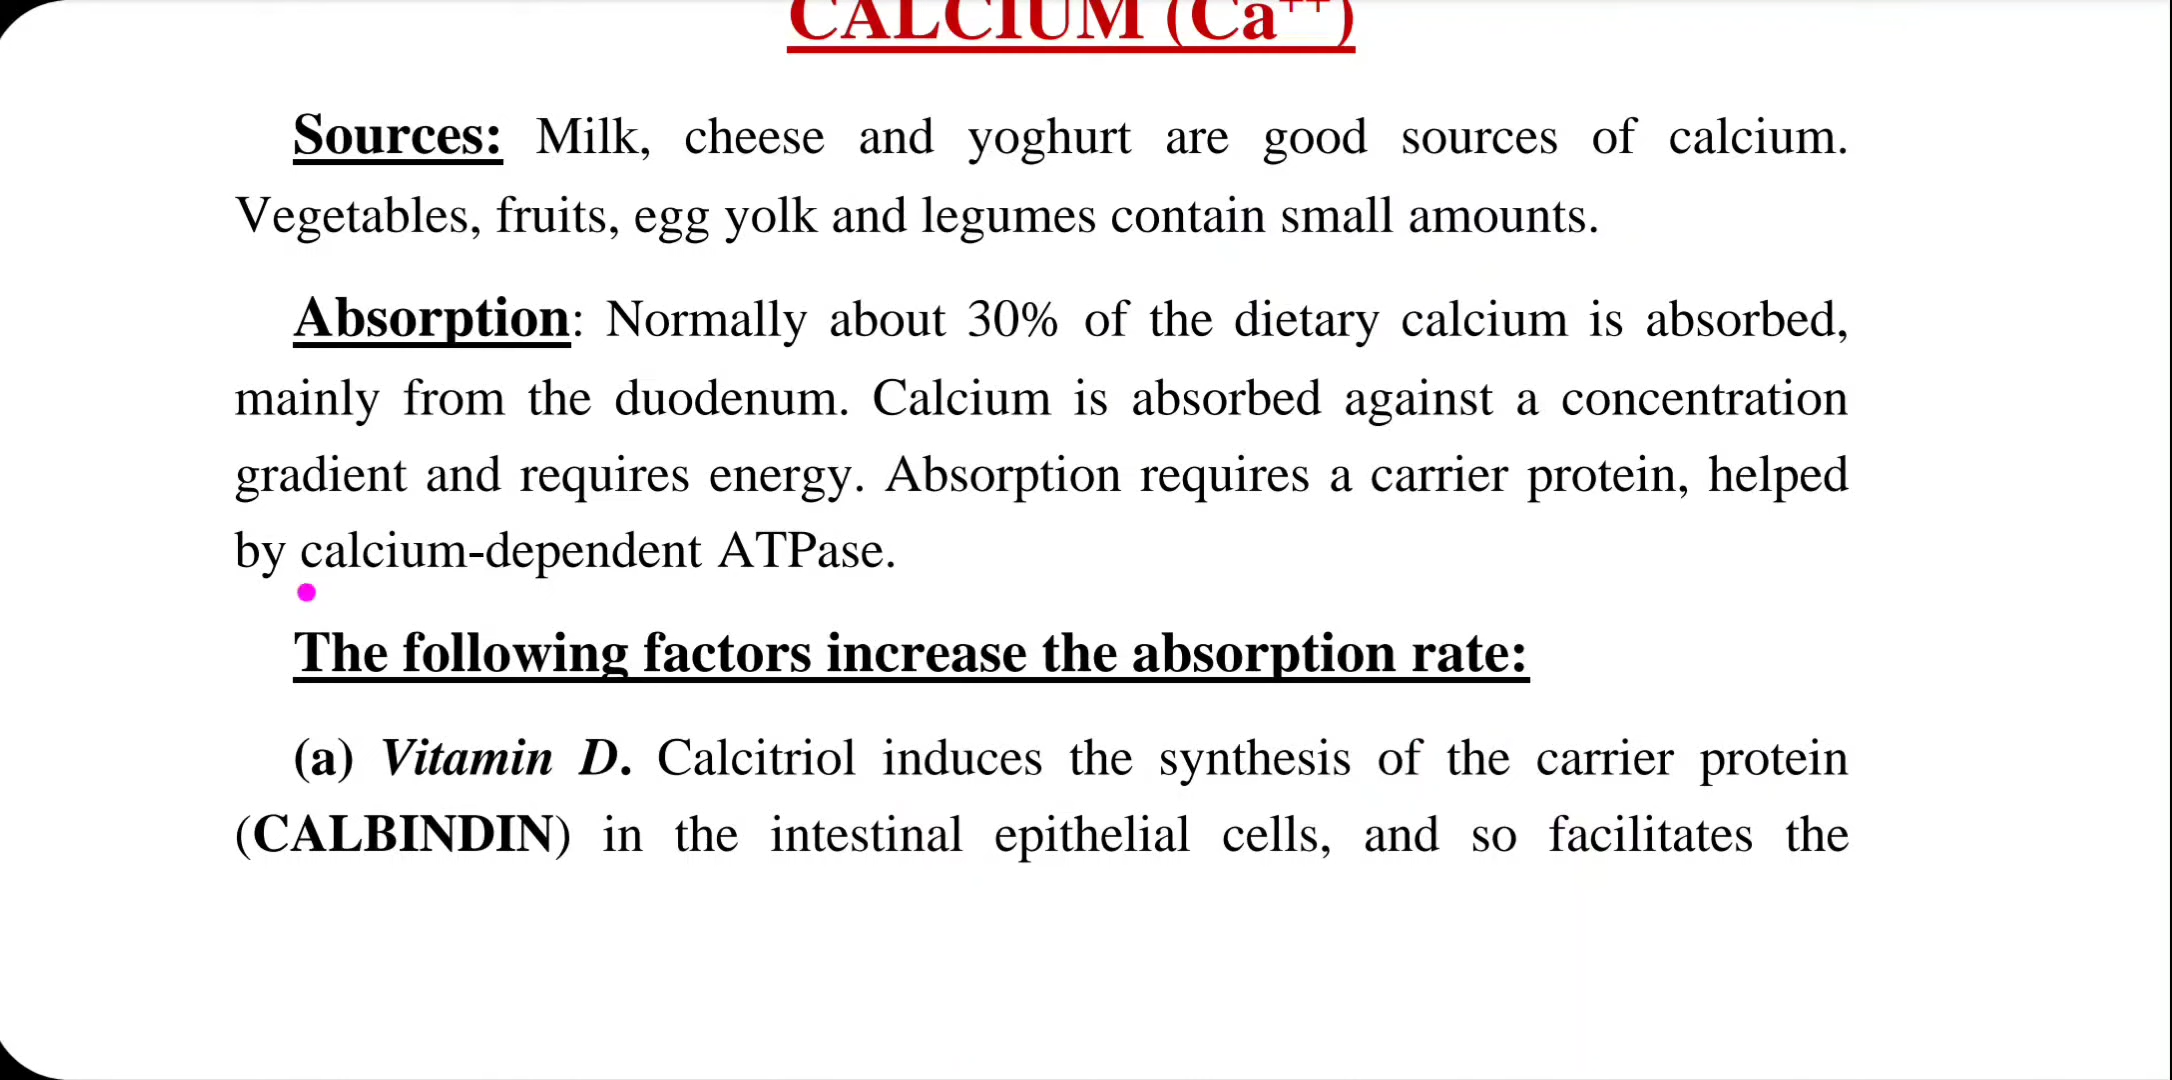 CALCIUM (Ca++)
Sources: Milk, cheese and yoghurt are good sources of calcium.
Vegetables, fruits, egg yolk and legumes contain small amounts.
Absorption: Normally about 30% of the dietary calcium is absorbed,
mainly from the duodenum. Calcium is absorbed against a concentration
gradient and requires energy. Absorption requires a carrier protein, helped
by calcium-dependent ATPase.
The following factors increase the absorption rate:
(a) Vitamin D. Calcitriol induces the synthesis of the carrier protein
(CALBINDIN) in the intestinal epithelial cells, and so facilitates the